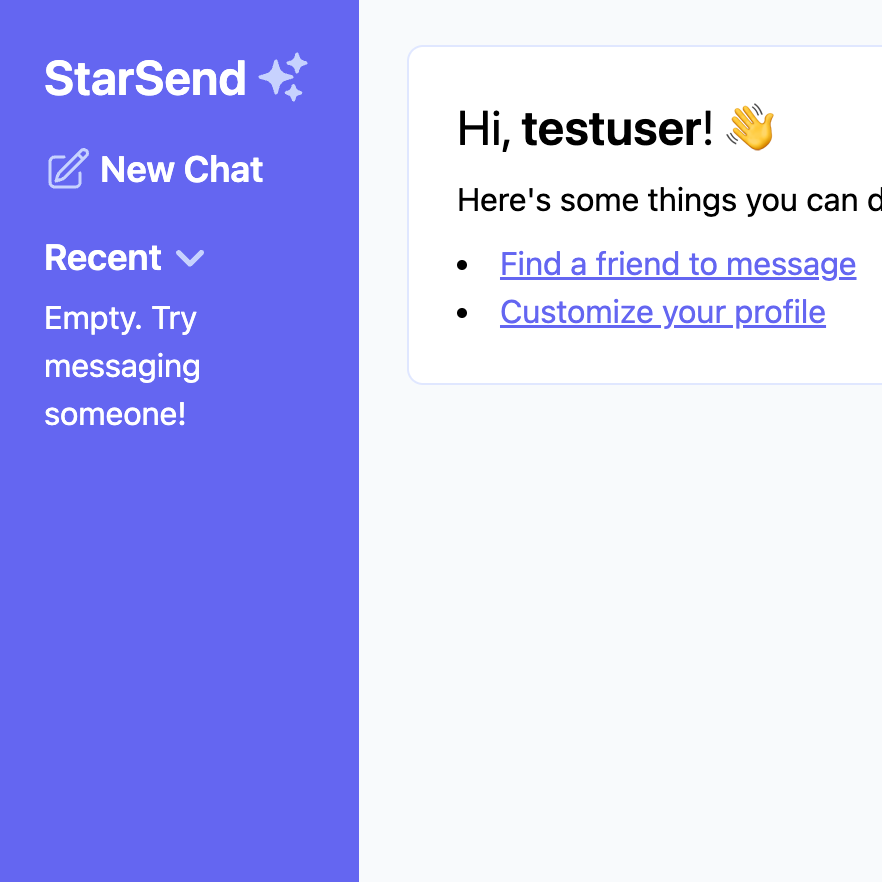 StarSend
New Chat
Recent
Empty. Try
messaging
someone!
Hi, testuser! 👋
Here's some things you can
Find a friend to message
Customize your profile